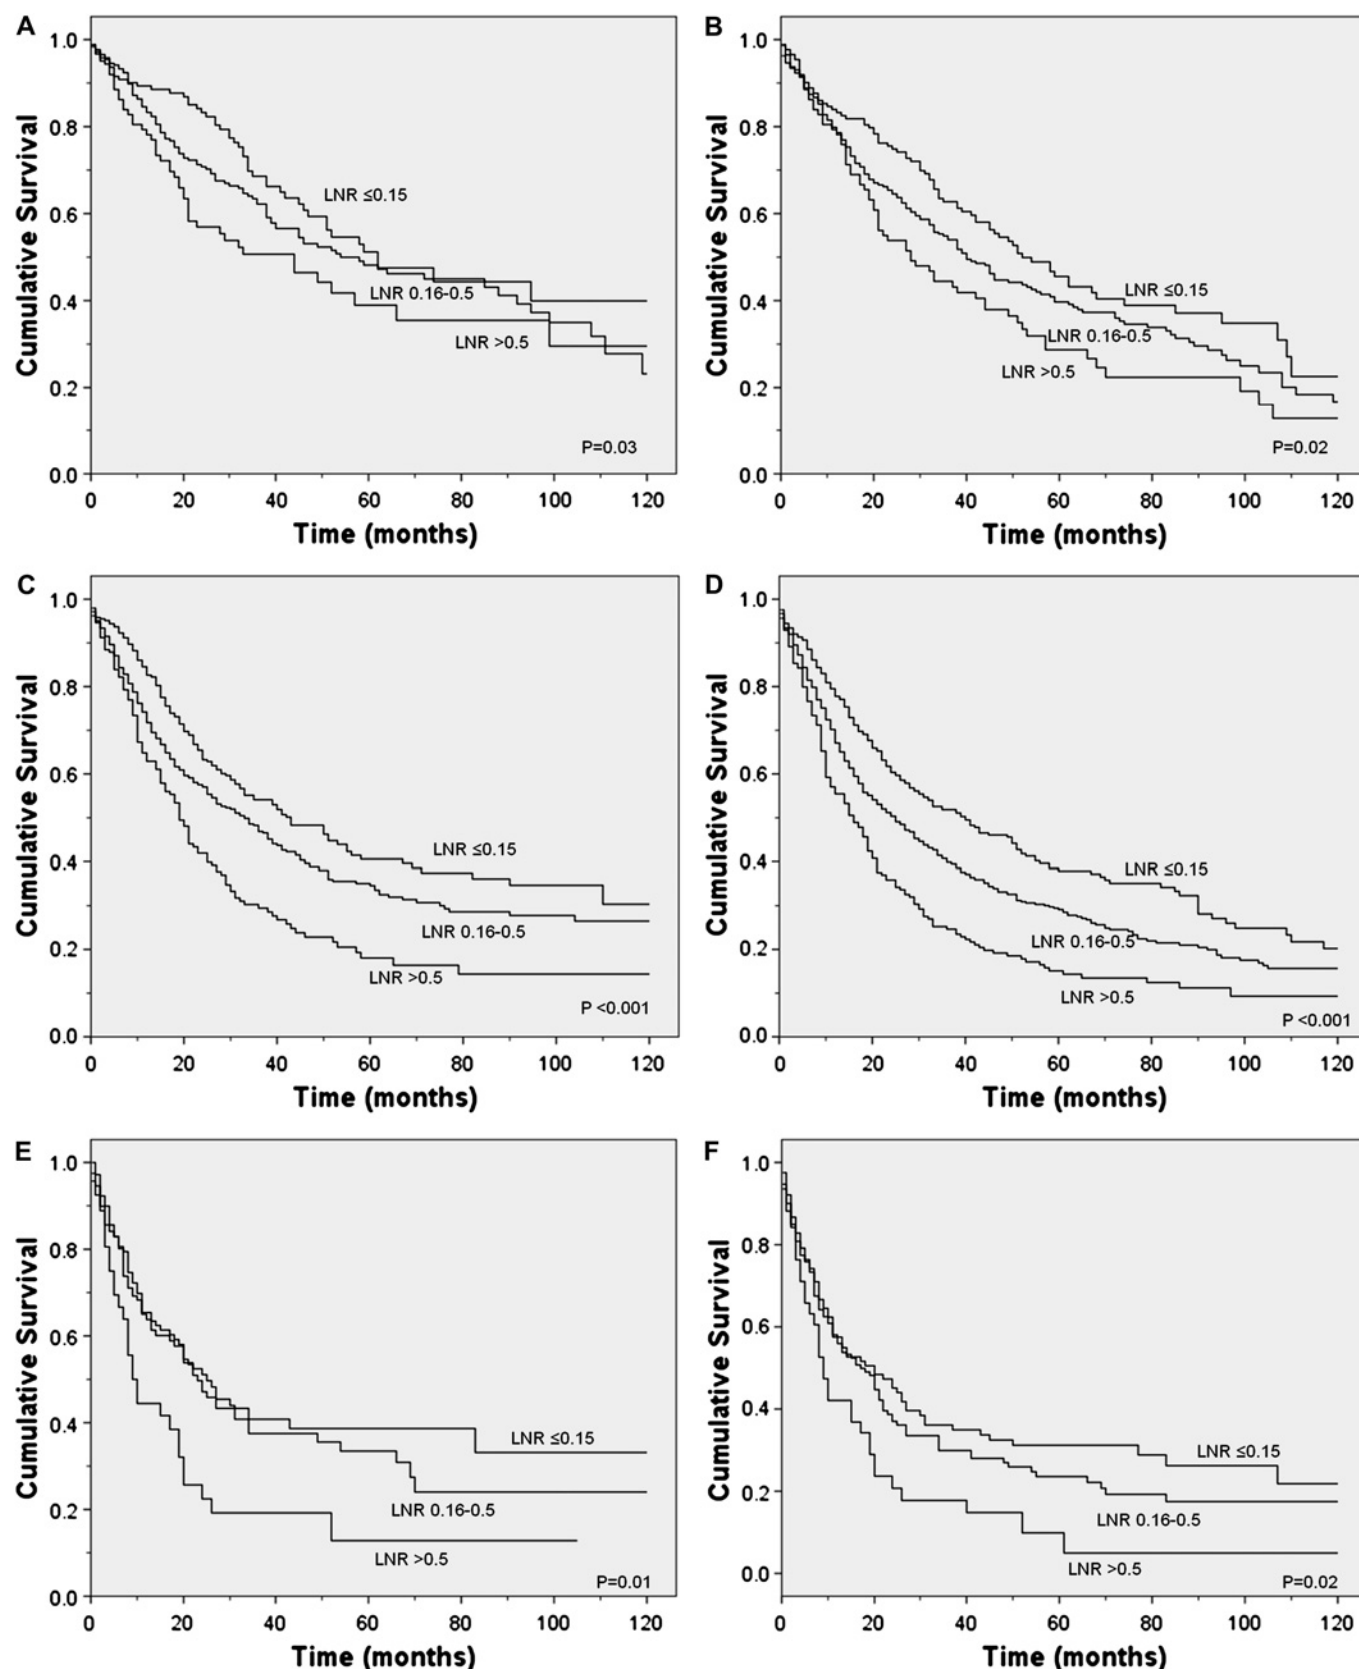 A
1.0
0.8
0.6
0.4
0.2
0.0
Cumulative Survival
LNR ≤0.15
LNR 0.16-0.5
LNR >0.5
P=0.03
0 20 40 60 80 100 120
Time (months)
B
1.0
0.8
0.6
0.4
0.2
0.0
Cumulative Survival
LNR ≤0.15
LNR 0.16-0.5
LNR >0.5
P=0.02
0 20 40 60 80 100 120
Time (months)
C
1.0
0.8
0.6
0.4
0.2
0.0
Cumulative Survival
LNR ≤0.15
LNR 0.16-0.5
LNR >0.5
P <0.001
0 20 40 60 80 100 120
Time (months)
D
1.0
0.8
0.6
0.4
0.2
0.0
Cumulative Survival
LNR ≤0.15
LNR 0.16-0.5
LNR >0.5
P <0.001
0 20 40 60 80 100 120
Time (months)
E
1.0
0.8
0.6
0.4
0.2
0.0
Cumulative Survival
LNR ≤0.15
LNR 0.16-0.5
LNR >0.5
P=0.01
0 20 40 60 80 100 120
Time (months)
F
1.0
0.8
0.6
0.4
0.2
0.0
Cumulative Survival
LNR ≤0.15
LNR 0.16-0.5
LNR >0.5
P=0.02
0 20 40 60 80 100 120
Time (months)